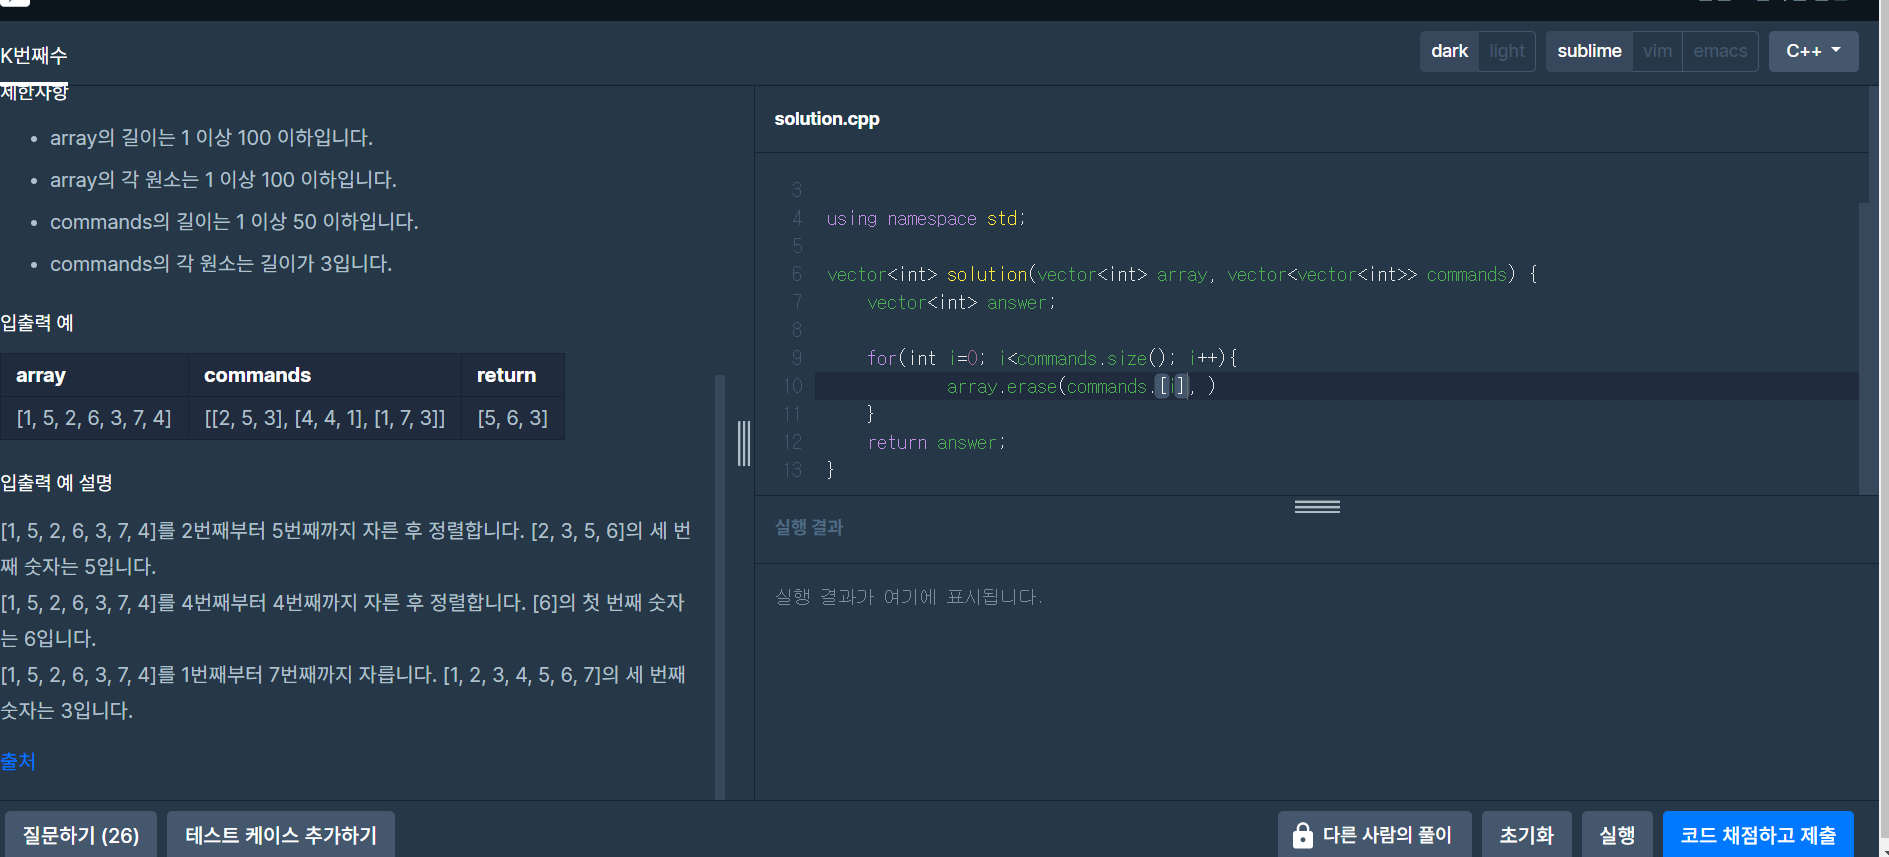 K번째수
dark light sublime vim emacs C++
제한사항
• array의 길이는 1 이상 100 이하입니다.
• array의 각 원소는 1 이상 100 이하입니다.
• commands의 길이는 1 이상 50 이하입니다.
• commands의 각 원소는 길이가 3입니다.
입출력 예
array commands return
[1, 5, 2, 6, 3, 7, 4] [[2, 5, 3], [4, 4, 1], [1, 7, 3]] [5, 6, 3]
입출력 예 설명
[1, 5, 2, 6, 3, 7, 4]를 2번째부터 5번째까지 자른 후 정렬합니다. [2, 3, 5, 6]의 세 번
째 숫자는 5입니다.
[1, 5, 2, 6, 3, 7, 4]를 4번째부터 4번째까지 자른 후 정렬합니다. [6]의 첫 번째 숫자
는 6입니다.
[1, 5, 2, 6, 3, 7, 4]를 1번째부터 7번째까지 자릅니다. [1, 2, 3, 4, 5, 6, 7]의 세 번째
숫자는 3입니다.
출처
solution.cpp
3
4 using namespace std;
5
6 vector<int> solution(vector<int> array, vector<vector<int>> commands) {
7     vector<int> answer;
8
9     for(int i=0; i<commands.size(); i++){
10             array.erase(commands.[i], )
11     }
12     return answer;
13 }
실행 결과
실행 결과가 여기에 표시됩니다.
질문하기 (26) 테스트 케이스 추가하기 다른 사람의 풀이 초기화 실행 코드 채점하고 제출